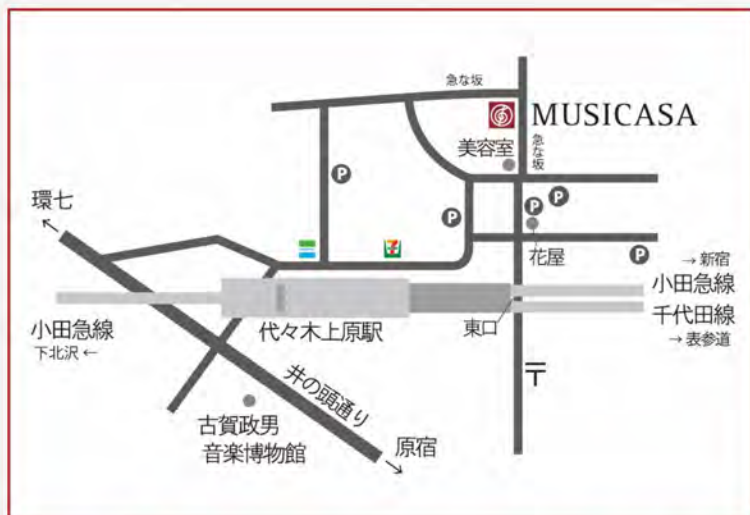 急な坂
MUSICASA
急な坂
美容室
P
P
P
P
環七
←
7
花屋
P
→新宿
小田急線
小田急線
千代田線
下北沢 ←
代々木上原駅
東口
→表参道
〒
井の頭通り
古賀政男
音楽博物館
原宿
→